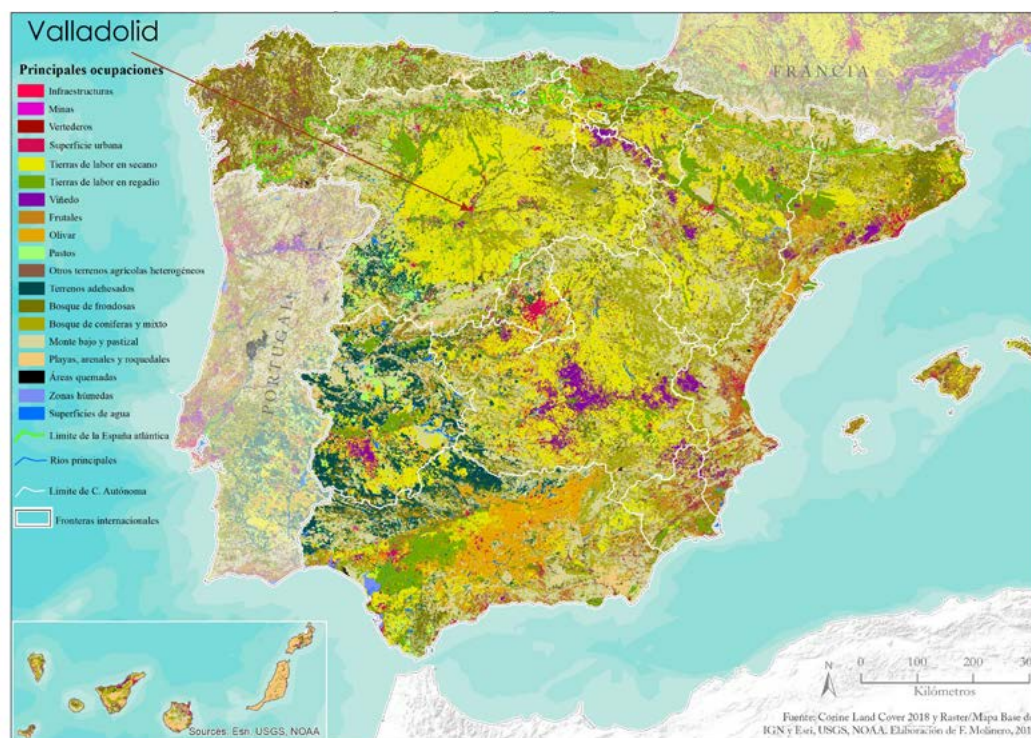 Valladolid
Principales ocupaciones
Infraestructuras
Minas
Vertederos
Superficie urbana
Tierras de labor en secano
Tierras de labor en regadío
Viñedo
Frutales
Olivar
Pastos
Otros terrenos agrícolas heterogéneos
Terrenos adehesados
Bosque de frondosas
Bosque de coníferas y mixto
Monte bajo y pastizal
Playas, arenales y roquedales
Áreas quemadas
Zonas húmedas
Superficies de agua
Límite de la España atlántica
Ríos principales
Límite de C. Autónoma
Fronteras internacionales
FRANCIA
PORTUGAL
Sources: Esri, USGS, NOAA
N
0 100 200 300
Kilómetros
Fuente: Corine Land Cover 2018 y Raster/Mapa Base de
IGN y Esri, USGS, NOAA. Elaboración de F. Molinero,